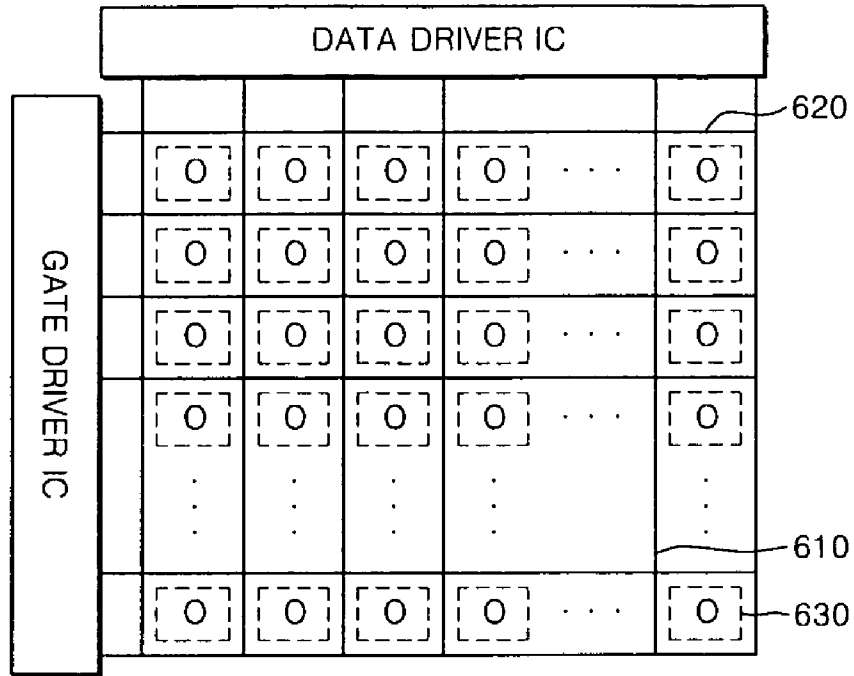 DATA DRIVER IC
620
O O O O · · · O
GATE DRIVER IC
O O O O · · · O
O O O O · · · O
O O O O · · · O
610
O O O O · · · O
630